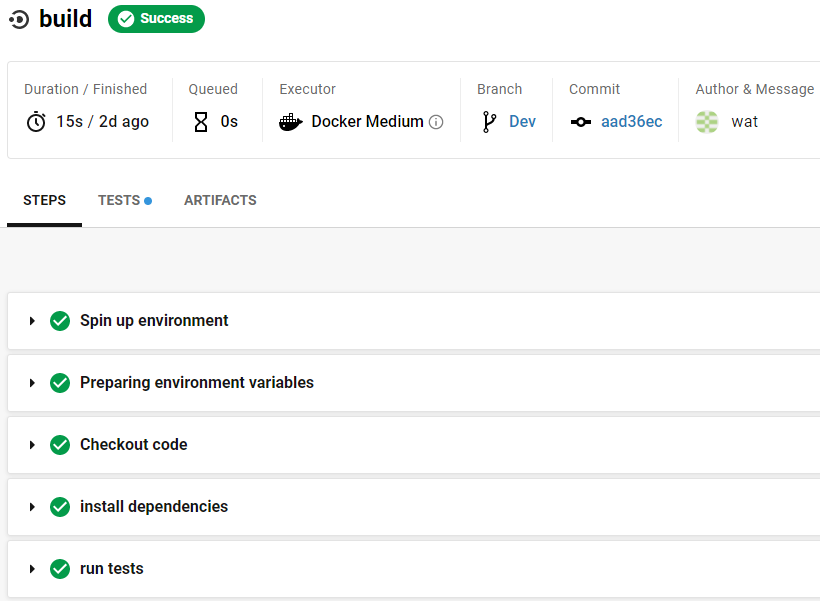 build Success
Duration / Finished Queued Executor Branch Commit Author & Message
15s / 2d ago 0s Docker Medium Dev aad36ec wat
STEPS TESTS ARTIFACTS
Spin up environment
Preparing environment variables
Checkout code
install dependencies
run tests